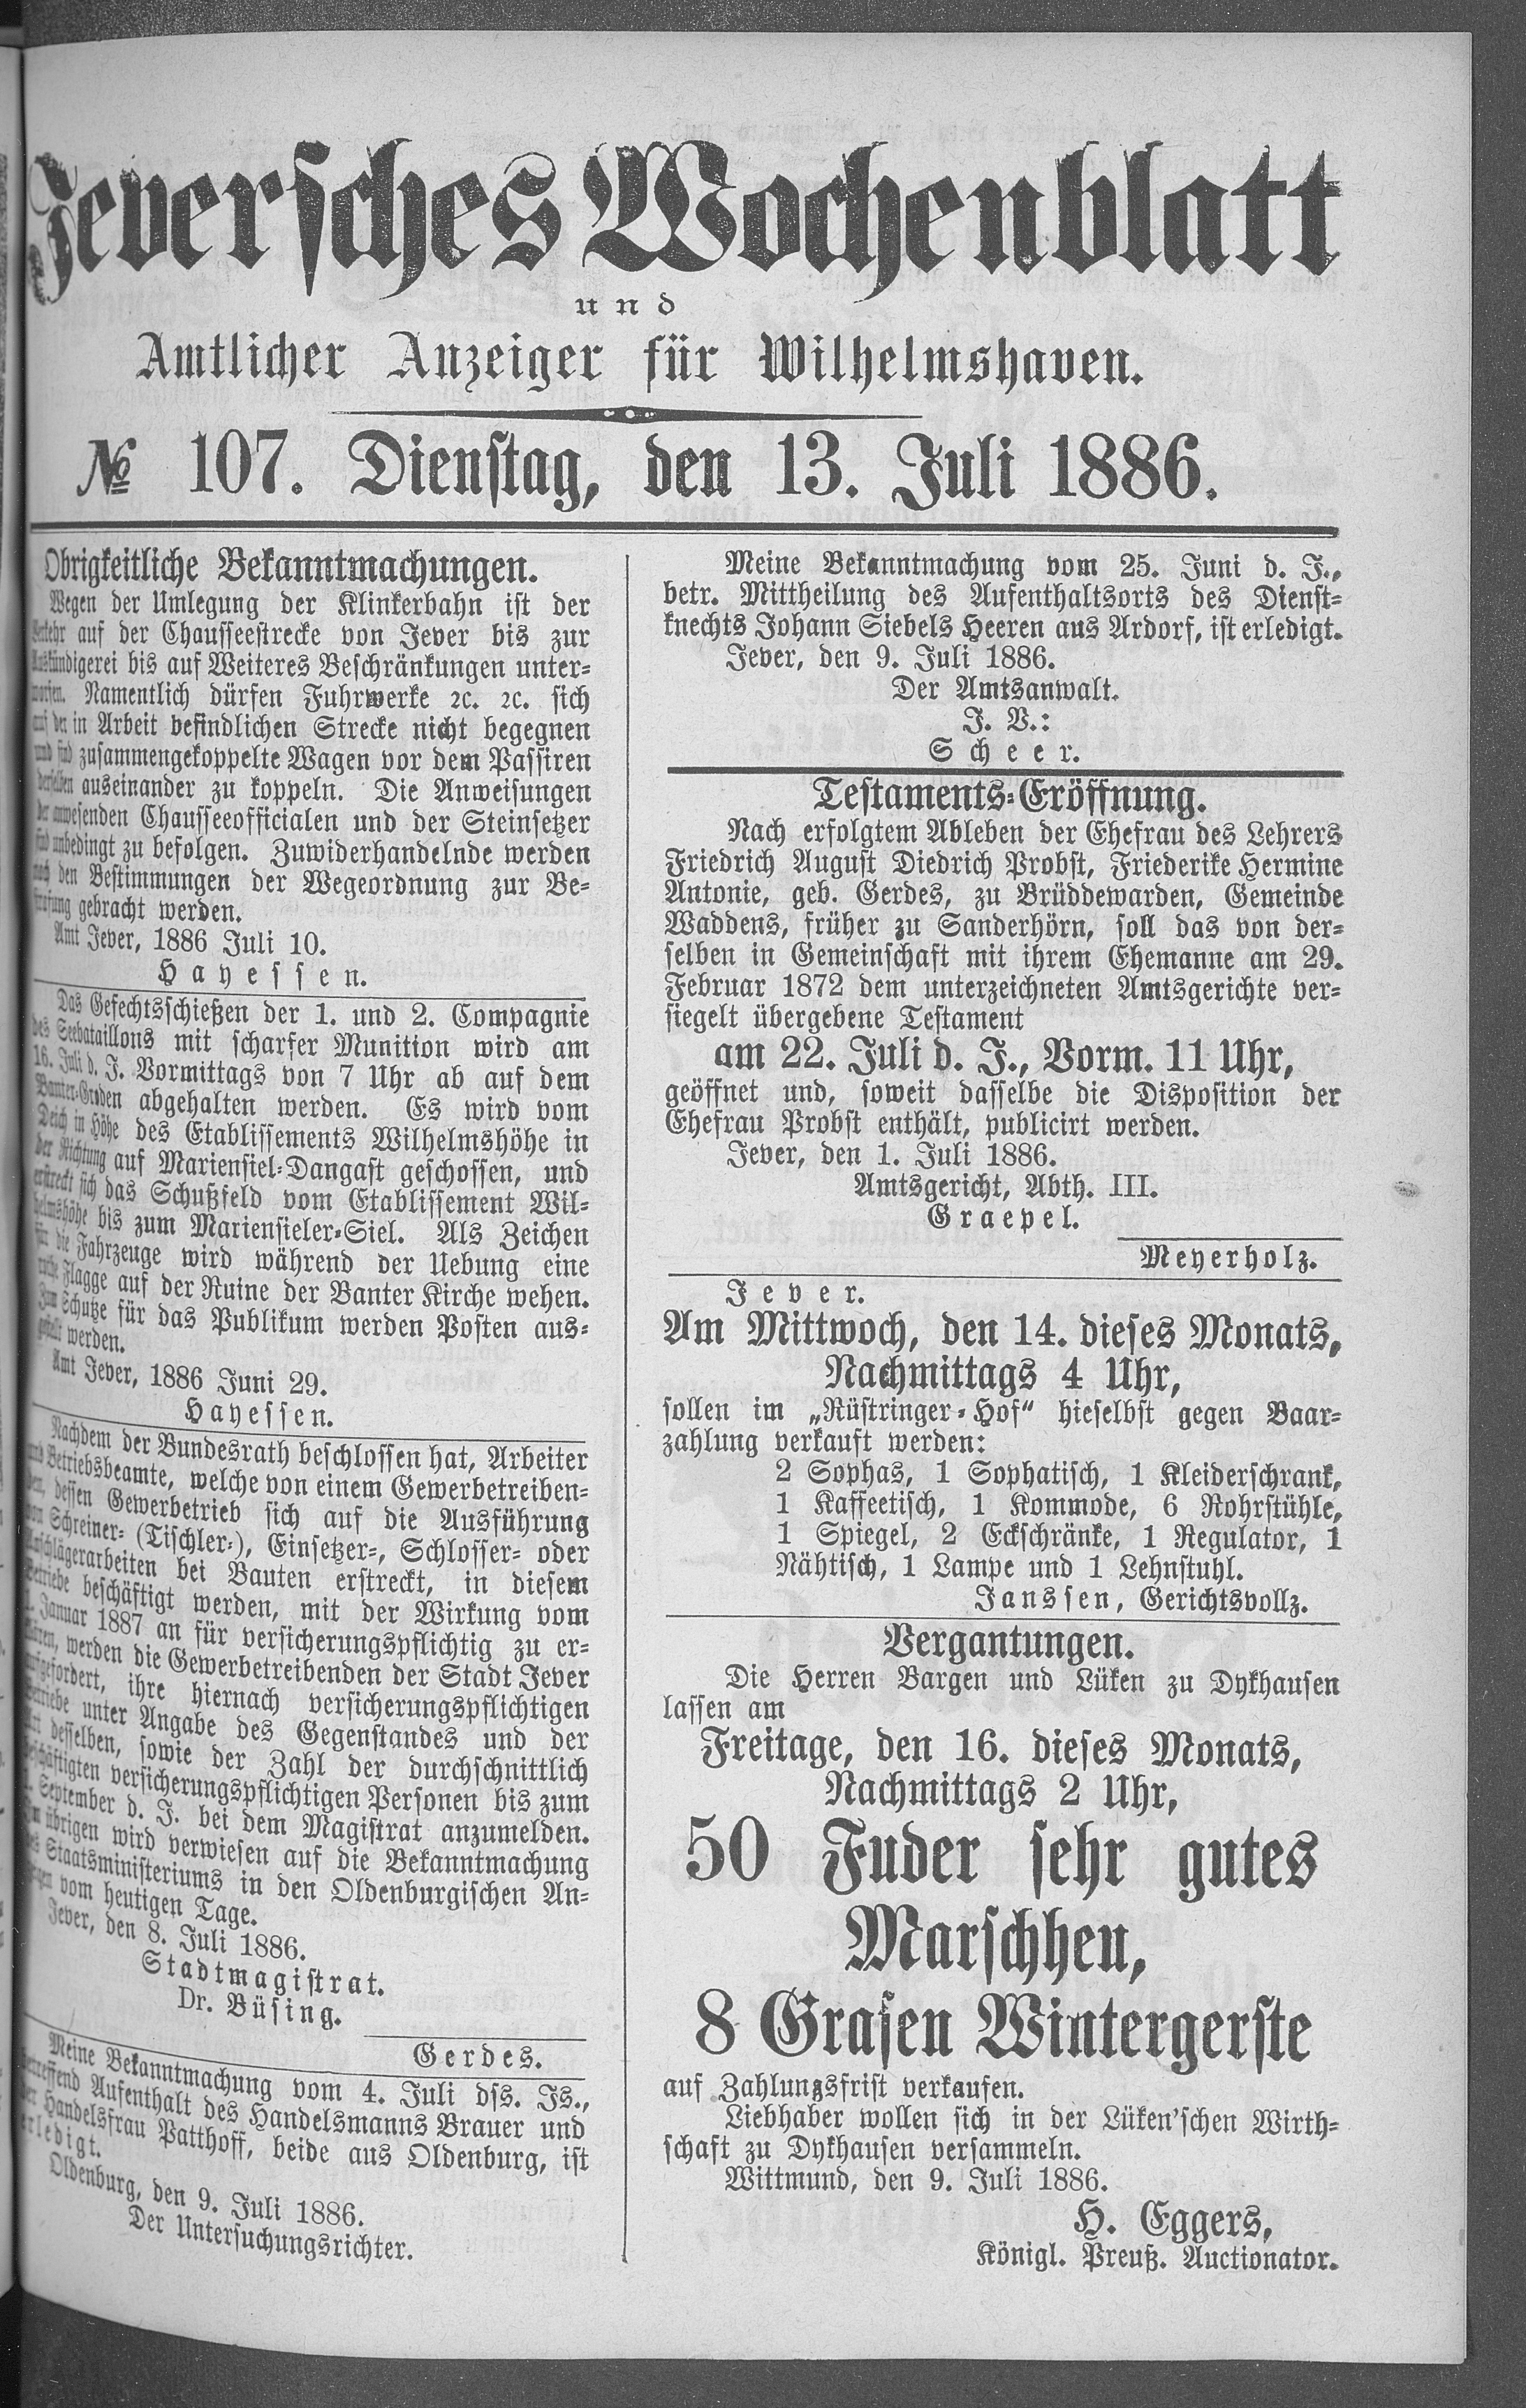 Jeversches Wochenblatt
und
Amtlicher Anzeiger für Wilhelmshaven.
№ 107. Dienstag, den 13. Juli 1886.
Obrigkeitliche Bekanntmachungen.
Wegen der Umlegung der Klinkerbahn ist der
Verkehr auf der Chausseestrecke von Jever bis zur
bis auf Weiteres Beschränkungen unter-
worfen. Namentlich dürfen Fuhrwerke ꝛc. ꝛc. sich
auf der in Arbeit befindlichen Strecke nicht begegnen
und sind zusammengekoppelte Wagen vor dem Passiren
derselben auseinander zu koppeln. Die Anweisungen
der anwesenden Chausseeofficialen und der Steinsetzer
sind unbedingt zu befolgen. Zuwiderhandelnde werden
nach den Bestimmungen der Wegeordnung zur Be-
strafung gebracht werden.
Amt Jever, 1886 Juli 10.
Hayessen.
Das Gefechtsschießen der 1. und 2. Compagnie
des Seebataillons mit scharfer Munition wird am
16. Juli d. J. Vormittags von 7 Uhr ab auf dem
Banter-Groden abgehalten werden. Es wird vom
Deich in Höhe des Etablissements Wilhelmshöhe in
der Richtung auf Mariensiel-Dangast geschossen, und
erstreckt sich das Schußfeld vom Etablissement Wil-
helmshöhe bis zum Mariensieler-Siel. Als Zeichen
für die Fahrzeuge wird während der Uebung eine
rothe Flagge auf der Ruine der Banter Kirche wehen.
Zum Schutze für das Publikum werden Posten aus-
gestellt werden.
Amt Jever, 1886 Juni 29.
Hayessen.
Nachdem der Bundesrath beschlossen hat, Arbeiter
und Betriebsbeamte, welche von einem Gewerbetreiben-
den, dessen Gewerbetrieb sich auf die Ausführung
von Schreiner- (Tischler-), Einsetzer-, Schlosser- oder
Anschlägerarbeiten bei Bauten erstreckt, in diesem
Betriebe beschäftigt werden, mit der Wirkung vom
1. Januar 1887 an für versicherungspflichtig zu er-
klären, werden die Gewerbetreibenden der Stadt Jever
aufgefordert, ihre hiernach versicherungspflichtigen
Betriebe unter Angabe des Gegenstandes und der
Art desselben, sowie der Zahl der durchschnittlich
beschäftigten versicherungspflichtigen Personen bis zum
1. September d. J. bei dem Magistrat anzumelden.
Im übrigen wird verwiesen auf die Bekanntmachung
des Staatsministeriums in den Oldenburgischen An-
zeigen vom heutigen Tage.
Jever, den 8. Juli 1886.
Stadtmagistrat.
Dr. Büsing.
Gerdes.
Meine Bekanntmachung vom 4. Juli dss. Js.,
betreffend Aufenthalt des Handelsmanns Brauer und
der Handelsfrau Patthoff, beide aus Oldenburg, ist
erledigt.
Oldenburg, den 9. Juli 1886.
Der Untersuchungsrichter.
Meine Bekanntmachung vom 25. Juni d. J.,
betr. Mittheilung des Aufenthaltsorts des Dienst-
knechts Johann Siebels Heeren aus Ardorf, ist erledigt.
Jever, den 9. Juli 1886.
Der Amtsanwalt.
J. V.:
Scheer.
Testaments-Eröffnung.
Nach erfolgtem Ableben der Ehefrau des Lehrers
Friedrich August Diedrich Probst, Friederike Hermine
Antonie, geb. Gerdes, zu Brüddewarden, Gemeinde
Waddens, früher zu Sanderhörn, soll das von der-
selben in Gemeinschaft mit ihrem Ehemanne am 29.
Februar 1872 dem unterzeichneten Amtsgerichte ver-
siegelt übergebene Testament
am 22. Juli d. J., Vorm. 11 Uhr,
geöffnet und, soweit dasselbe die Disposition der
Ehefrau Probst enthält, publicirt werden.
Jever, den 1. Juli 1886.
Amtsgericht, Abth. III.
Graepel.
Meyerholz.
Jever.
Am Mittwoch, den 14. dieses Monats,
Nachmittags 4 Uhr,
sollen im „Rüstringer-Hof“ hieselbst gegen Baar-
zahlung verkauft werden:
2 Sophas, 1 Sophatisch, 1 Kleiderschrank,
1 Kaffeetisch, 1 Kommode, 6 Rohrstühle,
1 Spiegel, 2 Eckschränke, 1 Regulator, 1
Nähtisch, 1 Lampe und 1 Lehnstuhl.
Janssen, Gerichtsvollz.
Vergantungen.
Die Herren Bargen und Lüken zu Dykhausen
lassen am
Freitage, den 16. dieses Monats,
Nachmittags 2 Uhr,
50 Fuder sehr gutes
Marschheu,
8 Grasen Wintergerste
auf Zahlungsfrist verkaufen.
Liebhaber wollen sich in der Lüken'schen Wirth-
schaft zu Dykhausen versammeln.
Wittmund, den 9. Juli 1886.
H. Eggers,
Königl. Preuß. Auctionator.